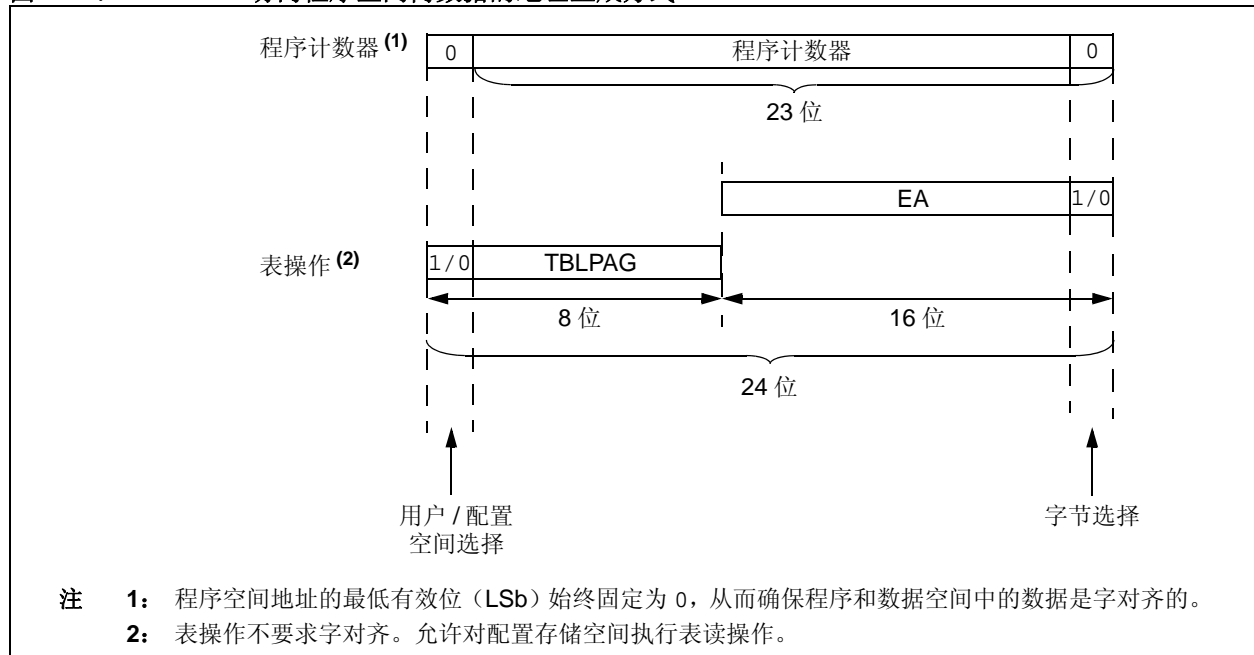 程序计数器(1)
0
程序计数器
0
23 位
EA
1/0
表操作(2)
1/0
TBLPAG
8 位
16 位
24 位
用户 / 配置
空间选择
字节选择
注 1： 程序空间地址的最低有效位（LSb）始终固定为 0，从而确保程序和数据空间中的数据是字对齐的。
2： 表操作不要求字对齐。允许对配置存储空间执行表读操作。